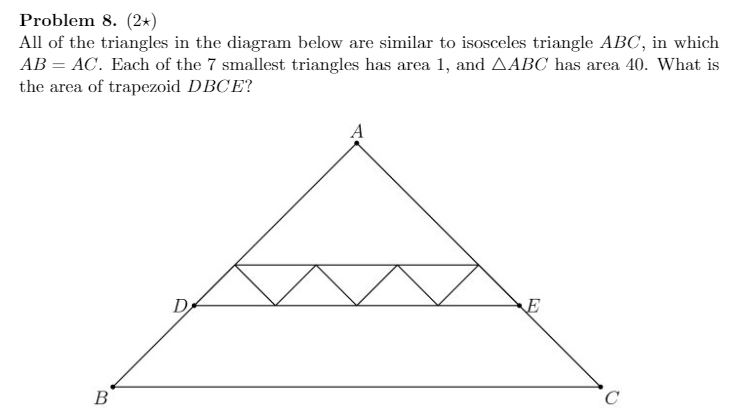 Problem 8. (2⋆)
All of the triangles in the diagram below are similar to isosceles triangle ABC, in which
AB = AC. Each of the 7 smallest triangles has area 1, and △ABC has area 40. What is
the area of trapezoid DBCE?
A
D
E
B
C